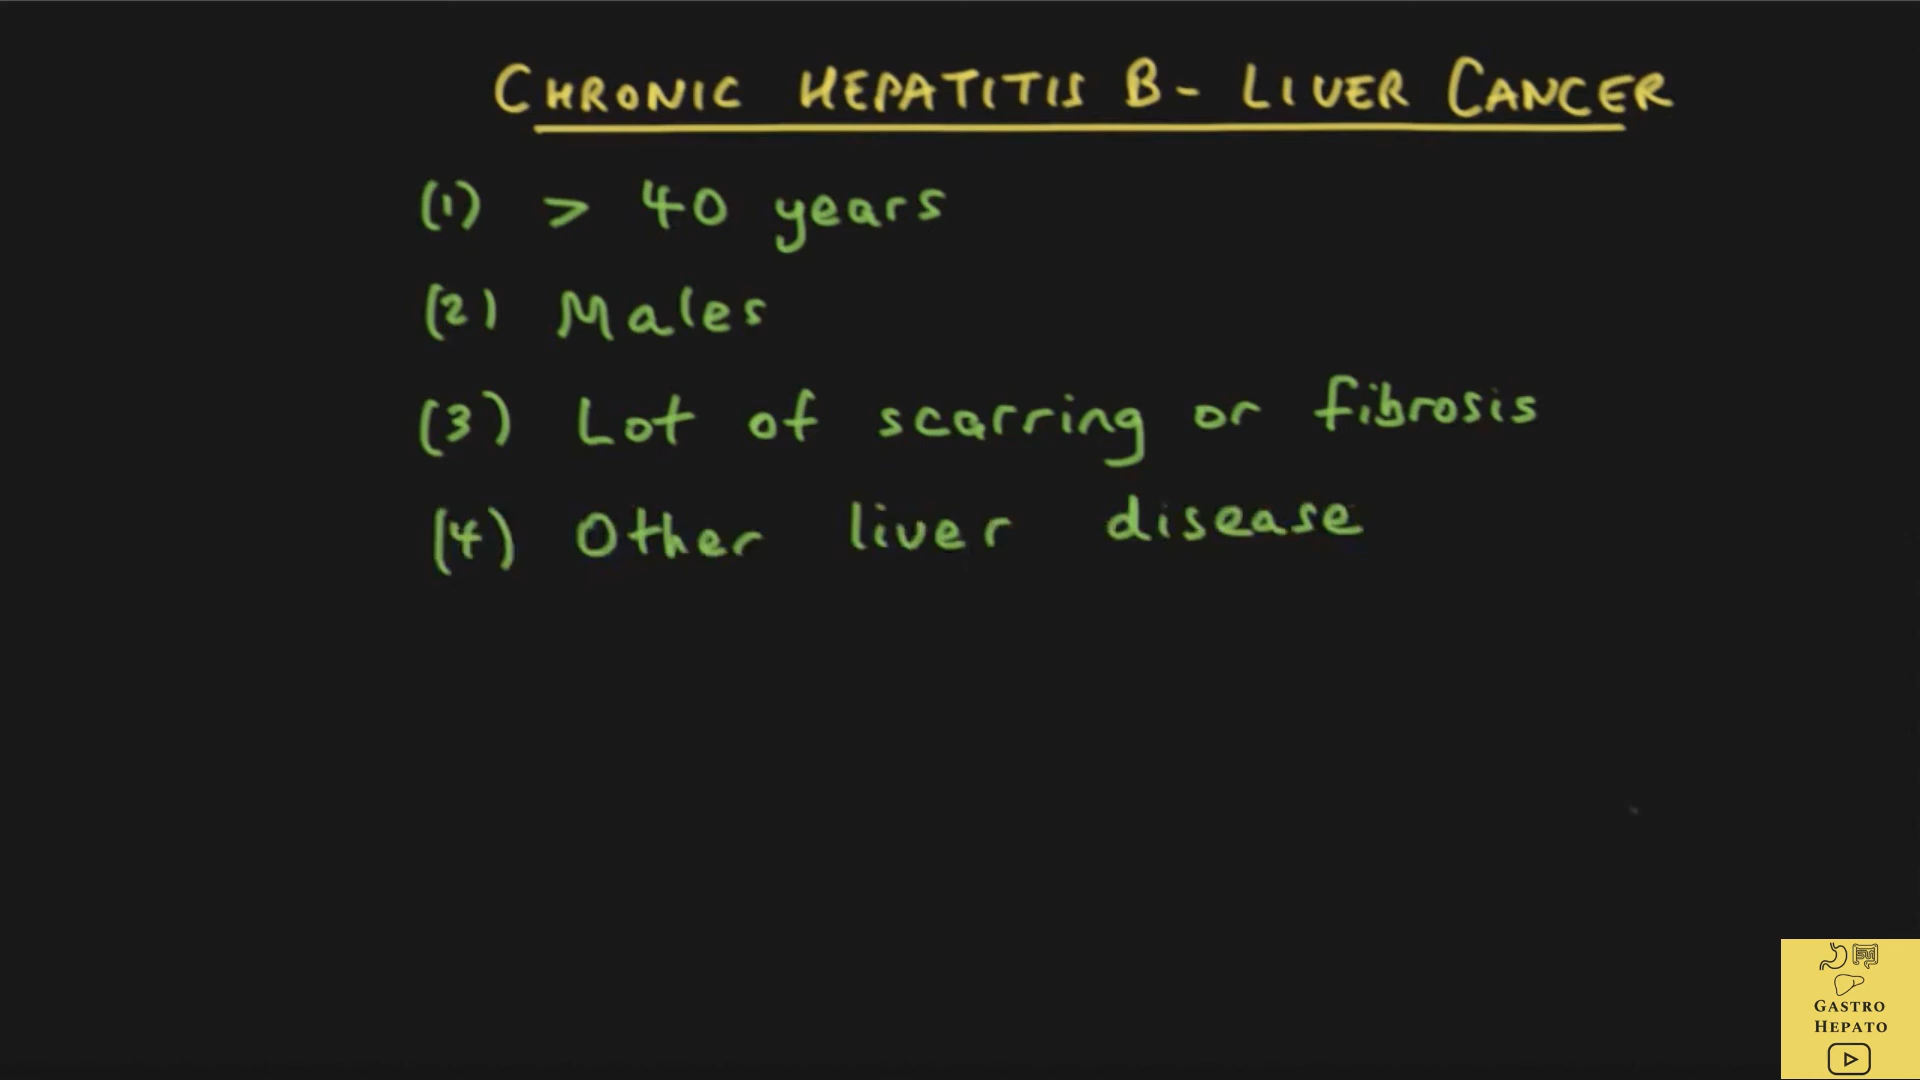 CHRONIC HEPATITIS B - LIVER CANCER
(1) > 40 years
(2) Males
(3) Lot of scarring or fibrosis
(4) Other liver disease
GASTRO
HEPATO